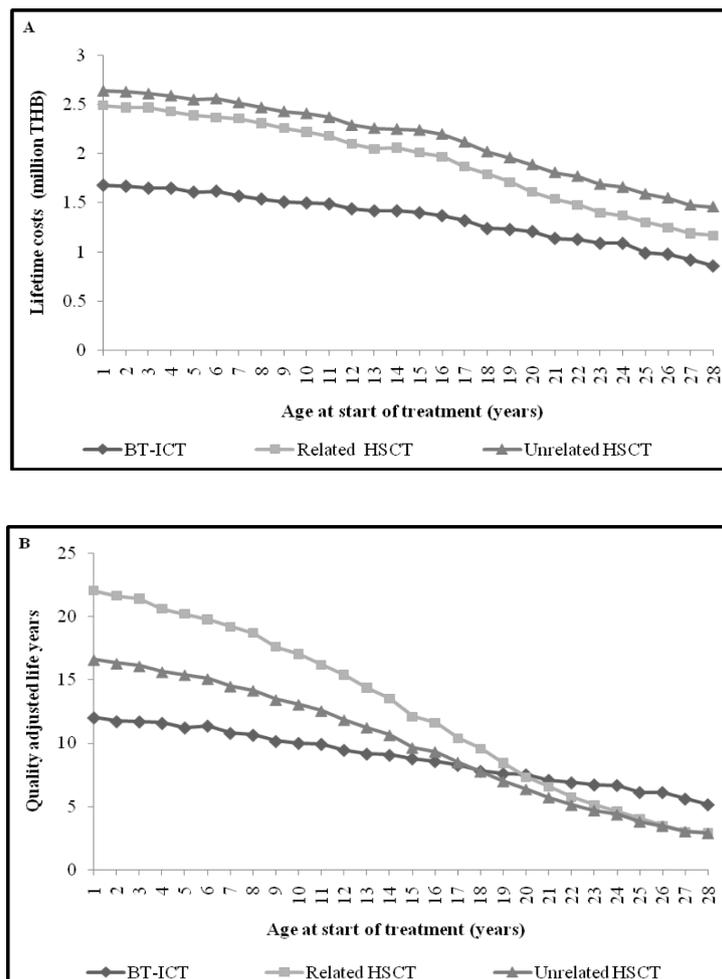 A
Lifetime costs (million THB)
3
2.5
2
1.5
1
0.5
0
1 2 3 4 5 6 7 8 9 10 11 12 13 14 15 16 17 18 19 20 21 22 23 24 25 26 27 28
Age at start of treatment (years)
BT-ICT Related HSCT Unrelated HSCT
B
Quality adjusted life years
25
20
15
10
5
0
1 2 3 4 5 6 7 8 9 10 11 12 13 14 15 16 17 18 19 20 21 22 23 24 25 26 27 28
Age at start of treatment (years)
BT-ICT Related HSCT Unrelated HSCT